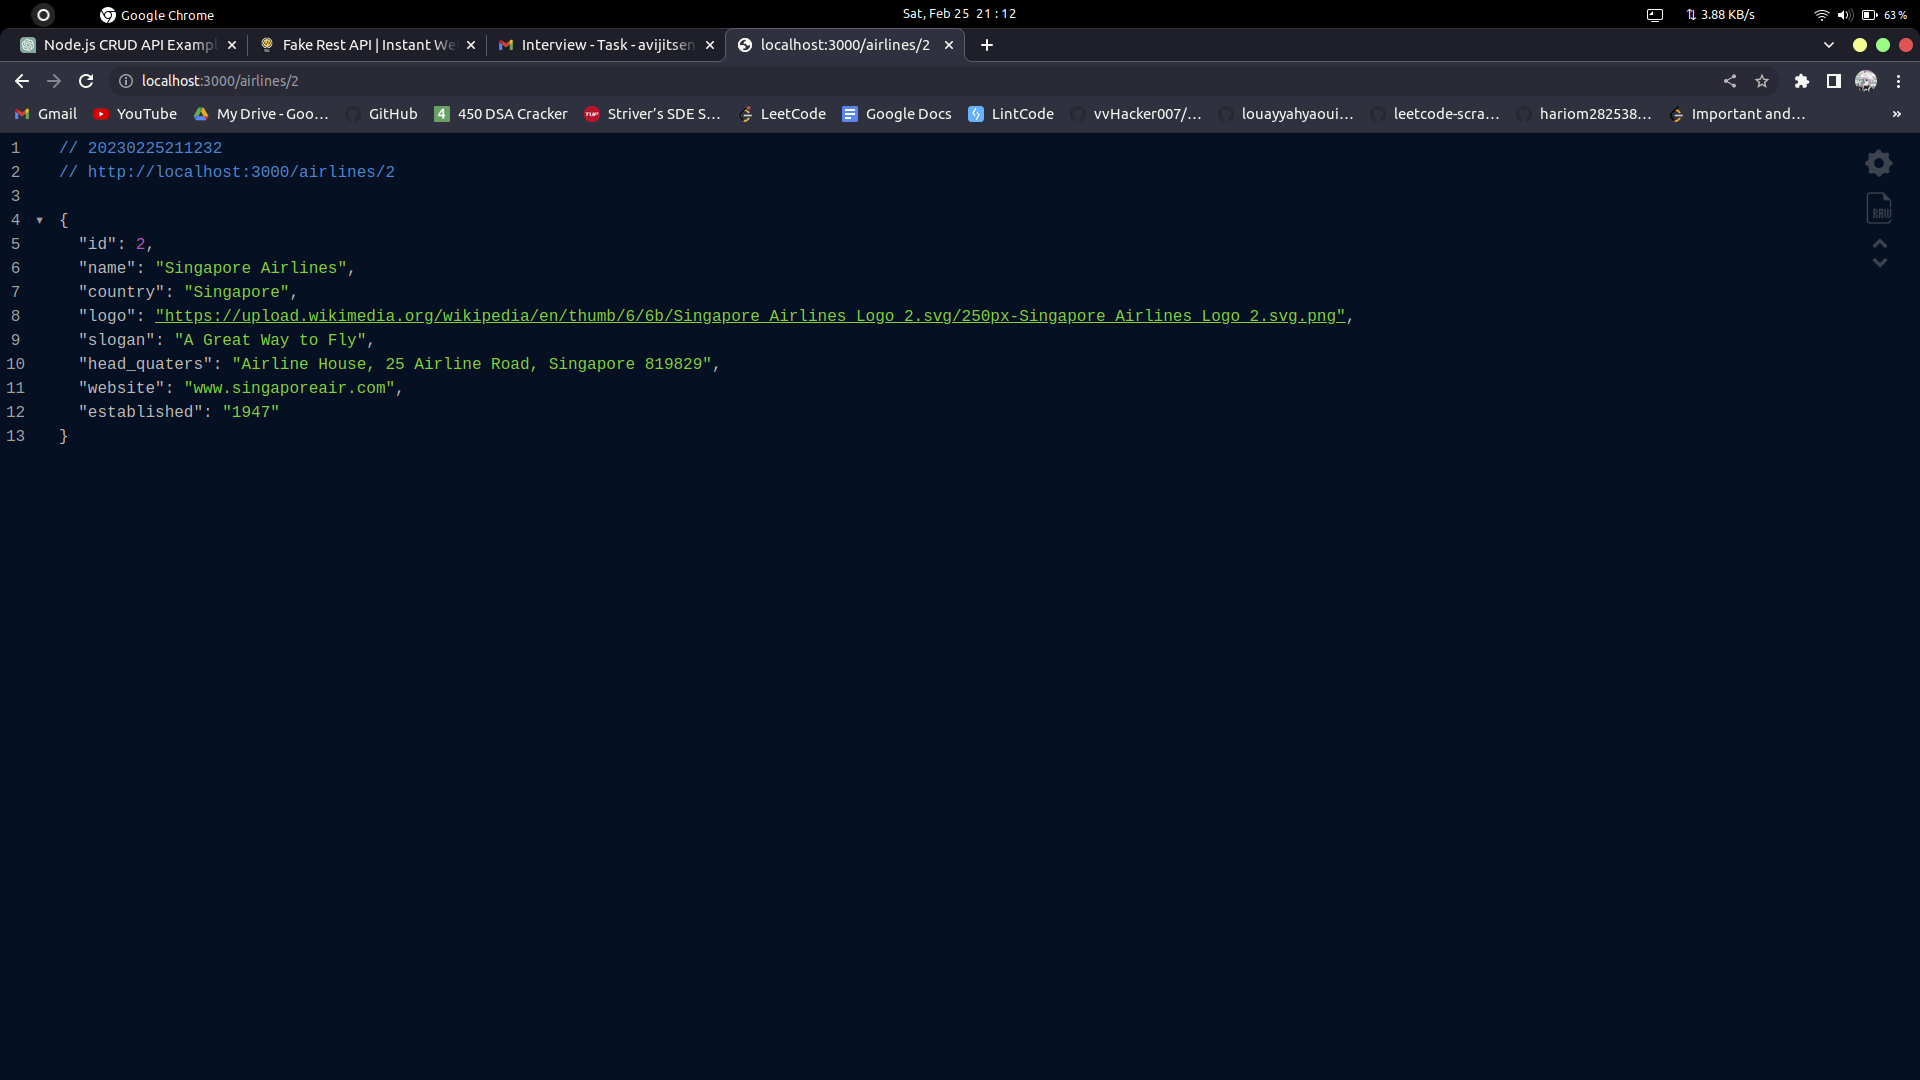 Google Chrome
Sat, Feb 25 21 : 12
3.88 KB/s
63 %
Node.js CRUD API Exampl
Fake Rest API | Instant We
Interview - Task - avijitsen
localhost:3000/airlines/2
localhost:3000/airlines/2
Gmail
YouTube
My Drive - Goo…
GitHub
4
450 DSA Cracker
TUF
Striver’s SDE S…
LeetCode
Google Docs
LintCode
vvHacker007/…
louayyahyaoui…
leetcode-scra…
hariom282538…
Important and…
»
1 // 20230225211232
2 // http://localhost:3000/airlines/2
3
4 {
5 "id": 2,
6 "name": "Singapore Airlines",
7 "country": "Singapore",
8 "logo": "https://upload.wikimedia.org/wikipedia/en/thumb/6/6b/Singapore_Airlines_Logo_2.svg/250px-Singapore_Airlines_Logo_2.svg.png",
9 "slogan": "A Great Way to Fly",
10 "head_quaters": "Airline House, 25 Airline Road, Singapore 819829",
11 "website": "www.singaporeair.com",
12 "established": "1947"
13 }
RAW